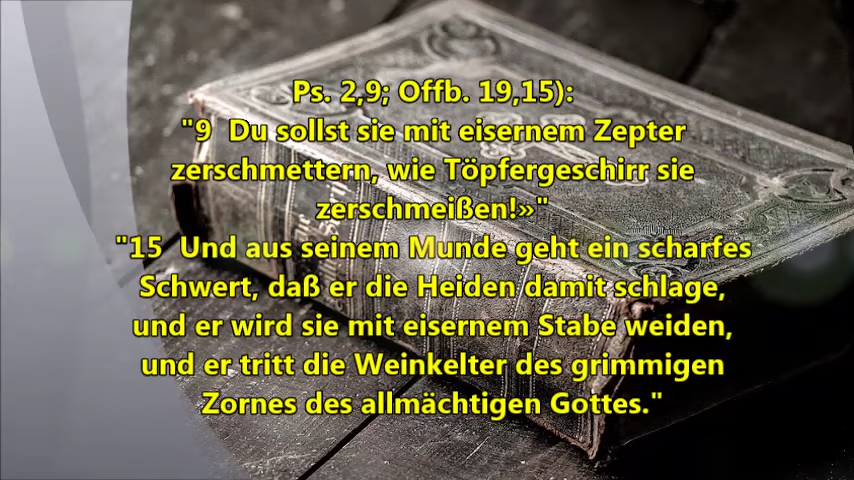 Ps. 2,9; Offb. 19,15):
"9 Du sollst sie mit eisernem Zepter
zerschmettern, wie Töpfergeschirr sie
zerschmeißen!»"
"15 Und aus seinem Munde geht ein scharfes
Schwert, daß er die Heiden damit schlage,
und er wird sie mit eisernem Stabe weiden,
und er tritt die Weinkelter des grimmigen
Zornes des allmächtigen Gottes."